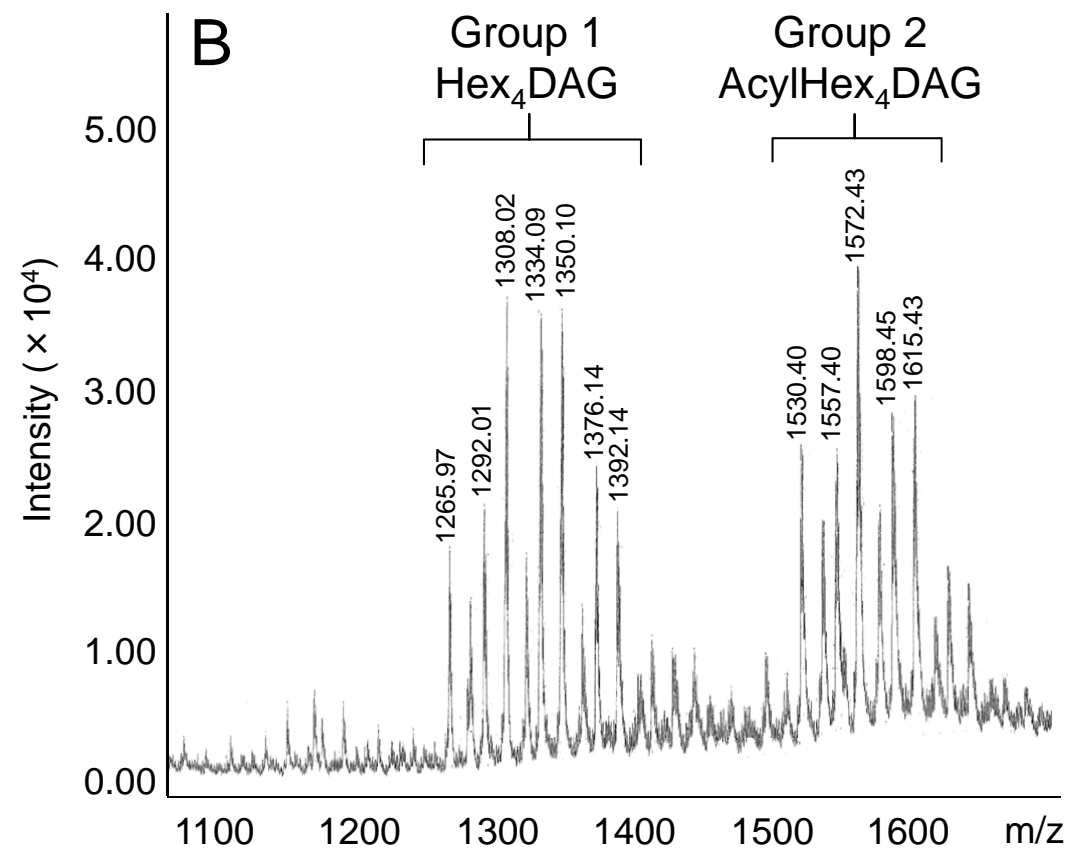 B
Group 1
Hex₄DAG
Group 2
AcylHex₄DAG
Intensity ( × 10⁴)
5.00
4.00
3.00
2.00
1.00
0.00
1265.97
1292.01
1308.02
1334.09
1350.10
1376.14
1392.14
1530.40
1557.40
1572.43
1598.45
1615.43
1100 1200 1300 1400 1500 1600 m/z